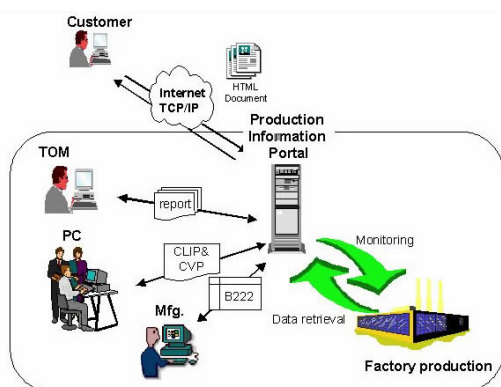 Customer
Internet
TCP/IP
HTML
Document
Production
Information
Portal
TOM
report
PC
CLIP&
CVP
B222
Mfg.
Monitoring
Data retrieval
Factory production